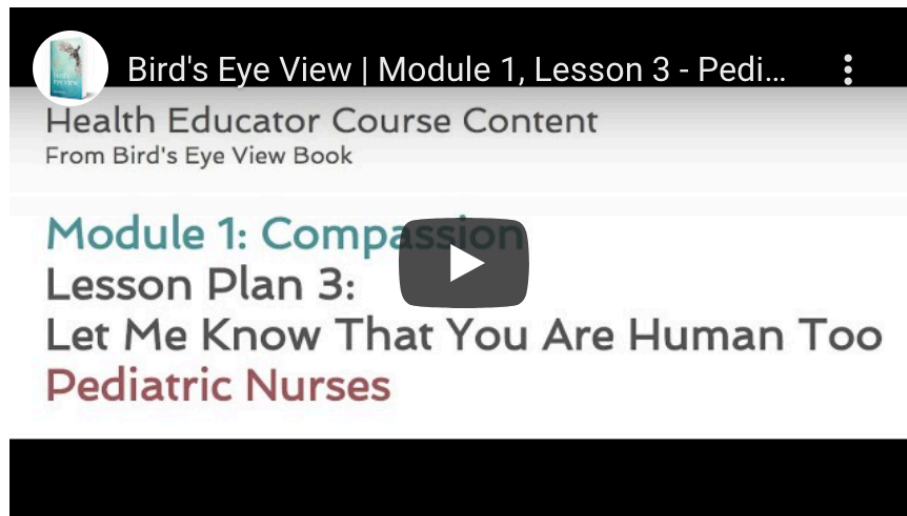 Bird's Eye View | Module 1, Lesson 3 - Pedi...
Health Educator Course Content
From Bird's Eye View Book
Module 1: Compassion
Lesson Plan 3:
Let Me Know That You Are Human Too
Pediatric Nurses